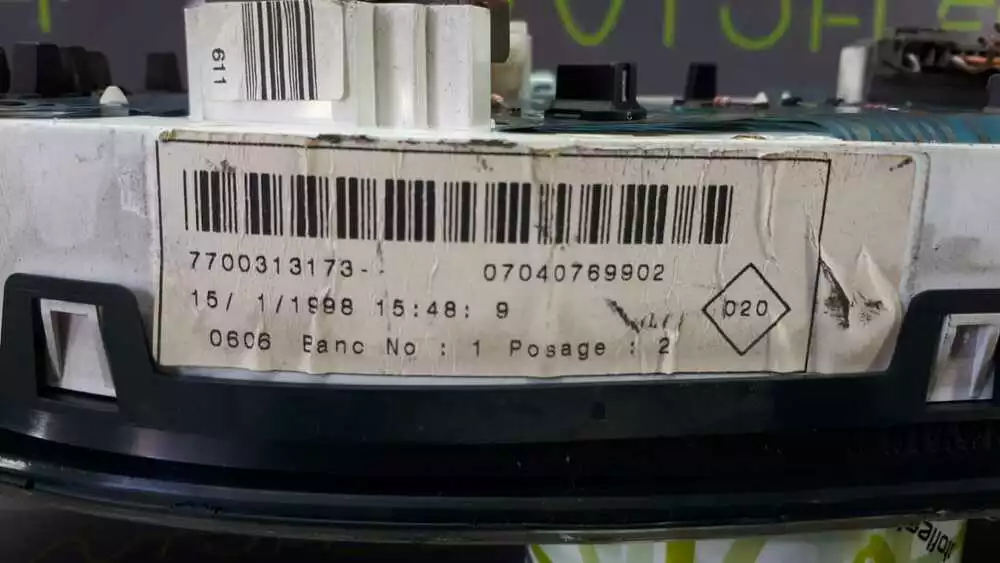 611
7700313173-- 07040769902
15/ 1/1998 15:48: 9
020
0606 Banc No : 1 Posage : 2